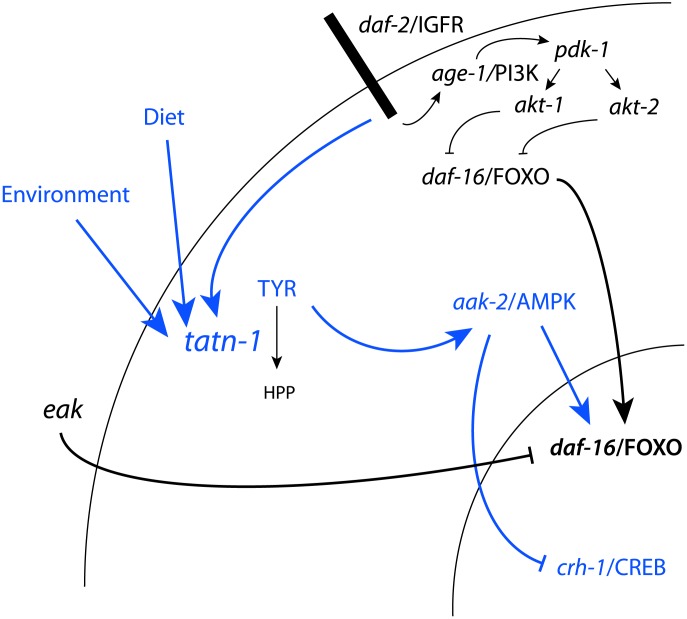 daf-2/IGFR
pdk-1
age-1/PI3K
akt-1
akt-2
Diet
daf-16/FOXO
Environment
TYR
aak-2/AMPK
tatn-1
HPP
eak
daf-16/FOXO
crh-1/CREB